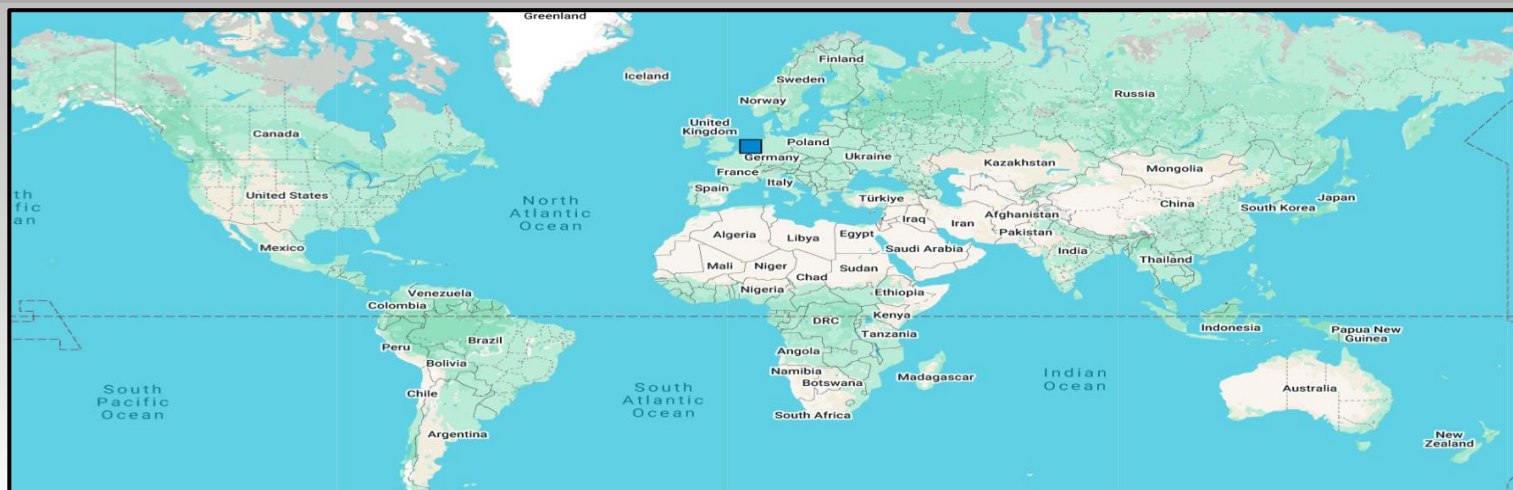 Greenland
Iceland
Finland
Sweden
Norway
Russia
United
Kingdom
Canada
Poland
Germany
Ukraine
Kazakhstan
Mongolia
France
Italy
Spain
United States
Türkiye
China
Japan
South Korea
th
fic
an
North
Atlantic
Ocean
Iraq
Iran
Afghanistan
Pakistan
Algeria
Libya
Egypt
Saudi Arabia
India
Mexico
Mali
Niger
Chad
Sudan
Thailand
Nigeria
Ethiopia
Venezuela
Colombia
DRC
Kenya
Tanzania
Indonesia
Papua New
Guinea
Peru
Brazil
Bolivia
Angola
Namibia
Botswana
Madagascar
South
Pacific
Ocean
Chile
South
Atlantic
Ocean
Indian
Ocean
Australia
South Africa
Argentina
New
Zealand